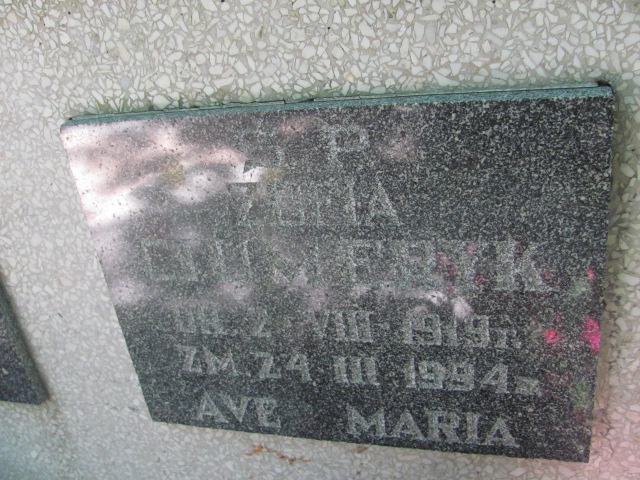 Ś P
ZOFIA
UR. 2 VIII 1919 r.
ZM. 24 III 1994 r.
AVE MARIA